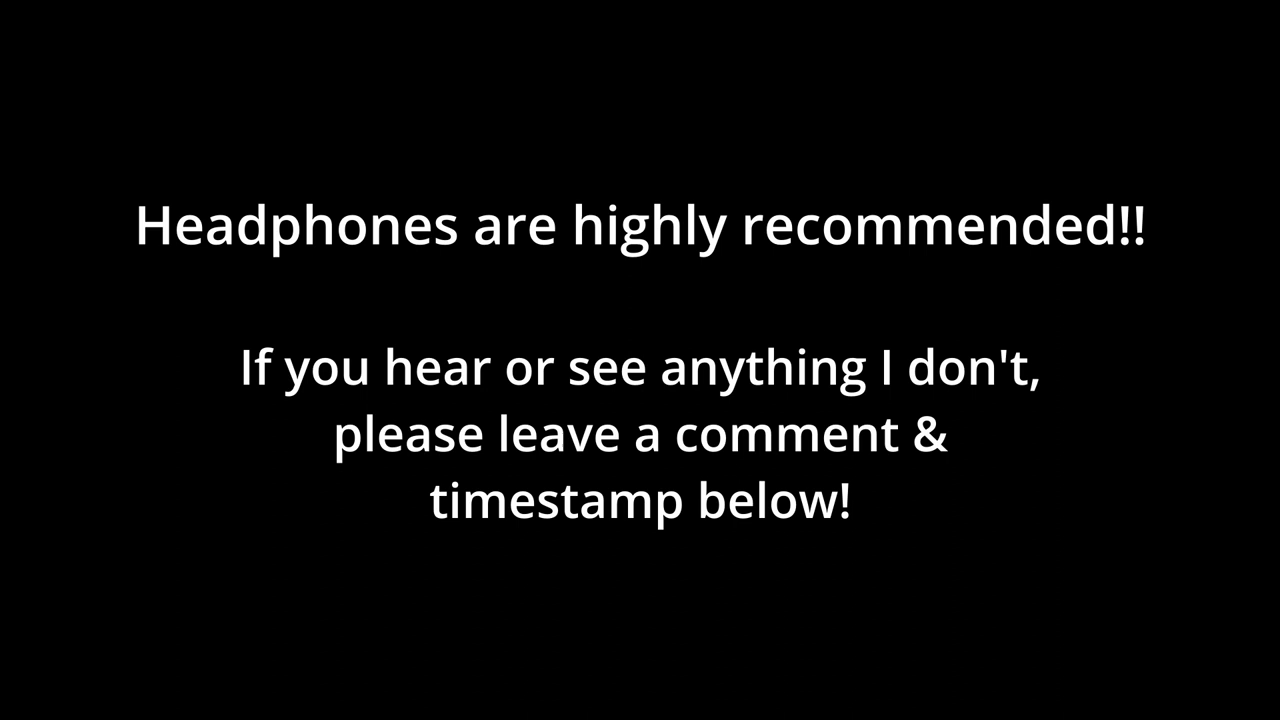 Headphones are highly recommended!!
If you hear or see anything I don't,
please leave a comment &
timestamp below!